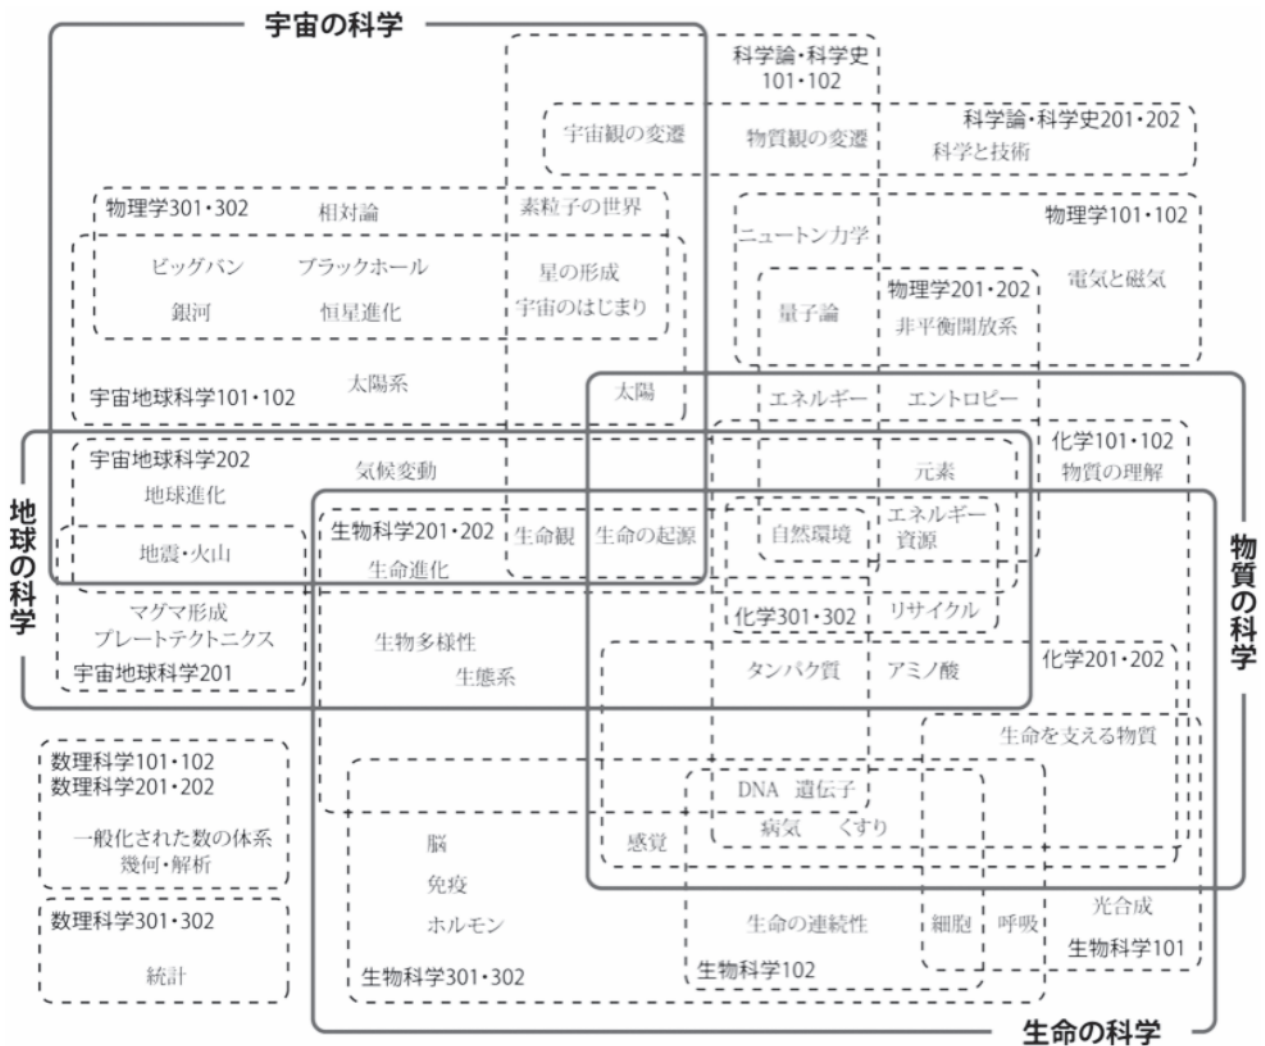 宇宙の科学
科学論・科学史
101・102
科学論・科学史201・202
宇宙観の変遷
物質観の変遷
科学と技術
物理学301・302
相対論
素粒子の世界
物理学101・102
ニュートン力学
ビッグバン
ブラックホール
星の形成
電気と磁気
物理学201・202
銀河
恒星進化
宇宙のはじまり
量子論
非平衡開放系
太陽系
太陽
宇宙地球科学101・102
エネルギー
エントロピー
化学101・102
宇宙地球科学202
気候変動
元素
物質の理解
地球進化
地球の科学
生物科学201・202
生命観
生命の起源
自然環境
エネルギー
資源
地震・火山
生命進化
物質の科学
マグマ形成
プレートテクトニクス
宇宙地球科学201
化学301・302
リサイクル
生物多様性
生態系
タンパク質
アミノ酸
化学201・202
生命を支える物質
数理科学101・102
数理科学201・202
一般化された数の体系
幾何・解析
DNA 遺伝子
病気 くすり
脳
感覚
免疫
ホルモン
生命の連続性
細胞
呼吸
光合成
数理科学301・302
統計
生物科学301・302
生物科学102
生物科学101
生命の科学